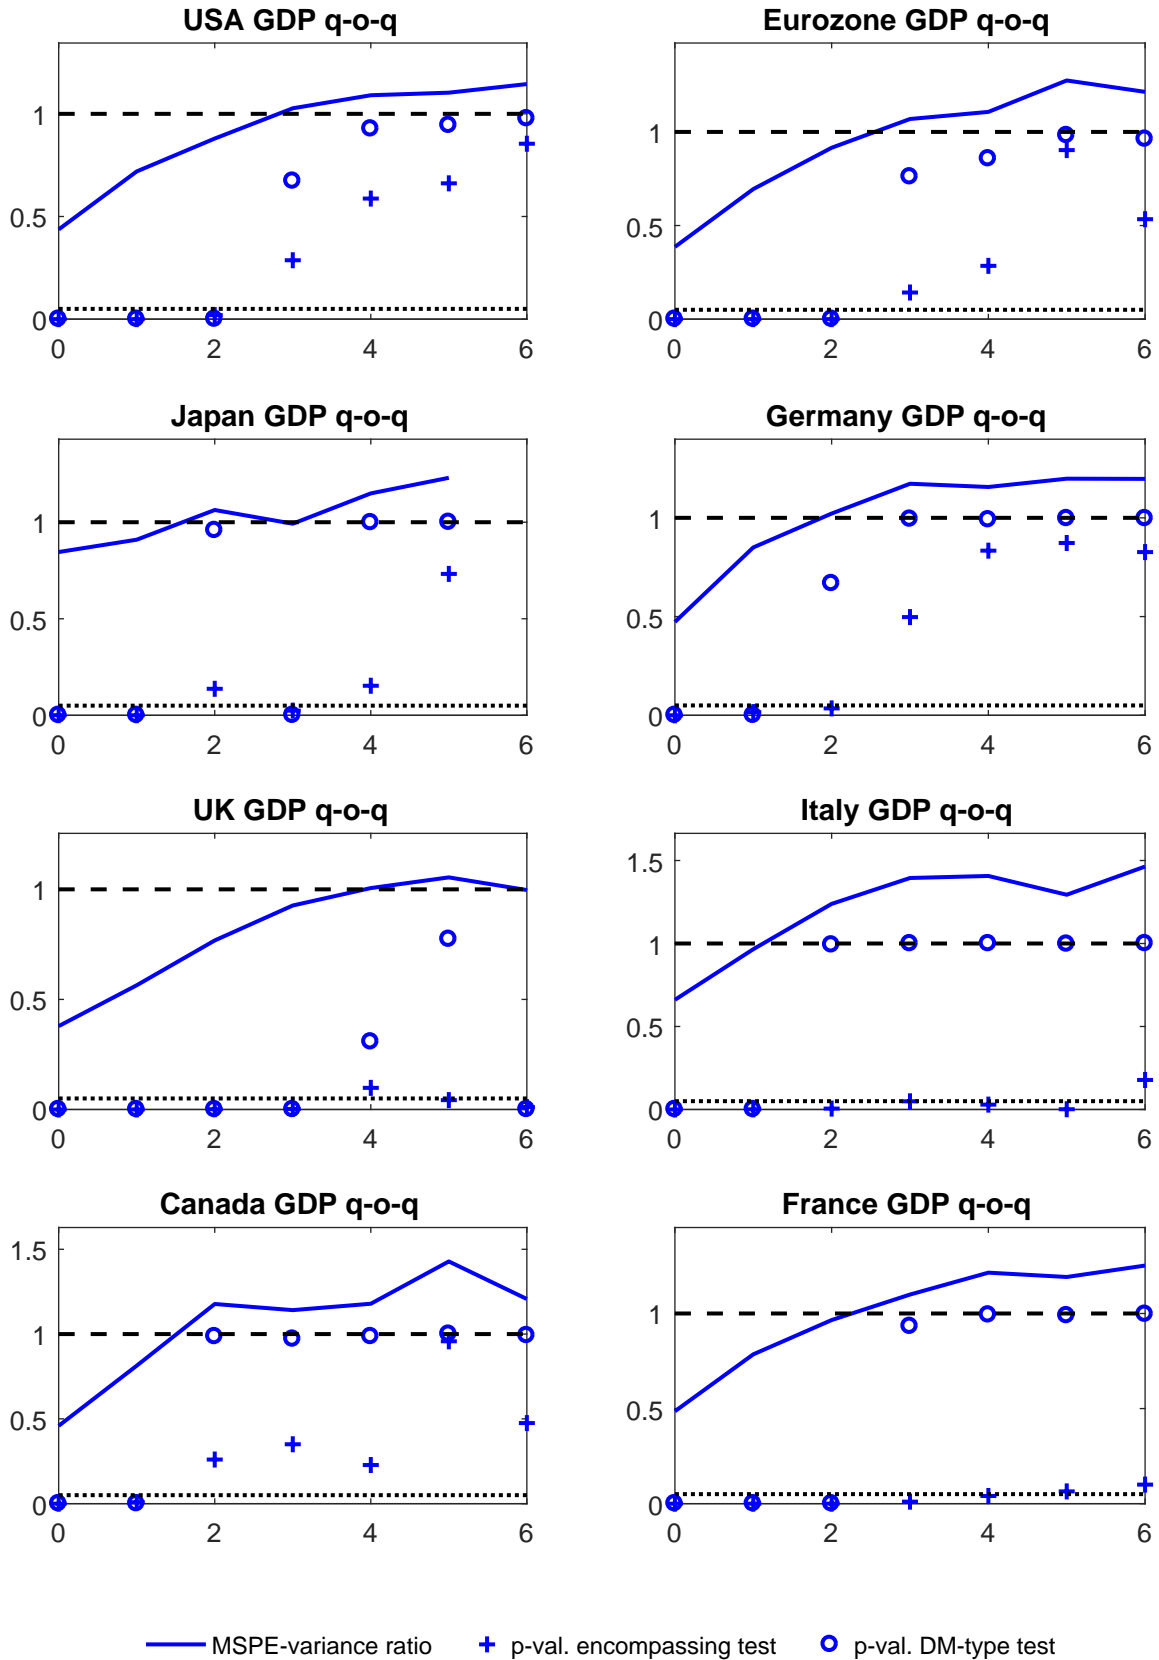 USA GDP q-o-q
1
0.5
0
0 2 4 6
Eurozone GDP q-o-q
1
0.5
0
0 2 4 6
Japan GDP q-o-q
1
0.5
0
0 2 4 6
Germany GDP q-o-q
1
0.5
0
0 2 4 6
UK GDP q-o-q
1
0.5
0
0 2 4 6
Italy GDP q-o-q
1.5
1
0.5
0
0 2 4 6
Canada GDP q-o-q
1.5
1
0.5
0
0 2 4 6
France GDP q-o-q
1
0.5
0
0 2 4 6
MSPE-variance ratio p-val. encompassing test p-val. DM-type test